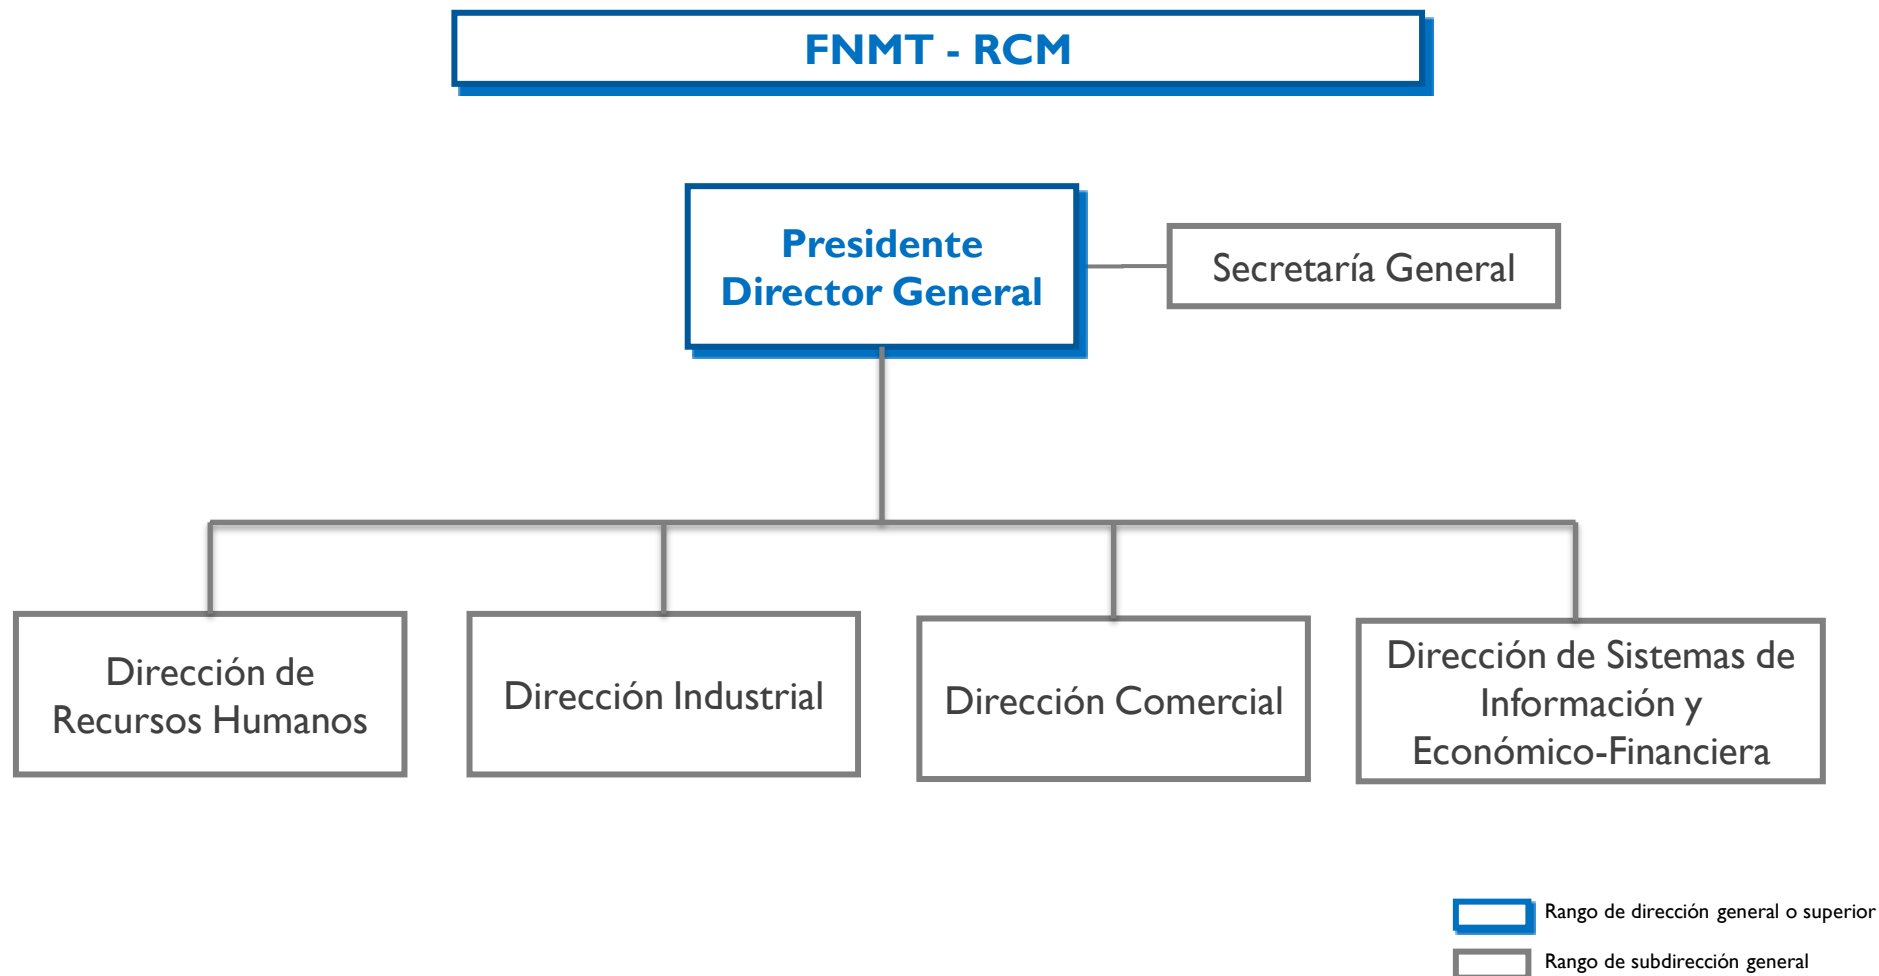 FNMT - RCM
Presidente
Director General
Secretaría General
Dirección de
Recursos Humanos
Dirección Industrial
Dirección Comercial
Dirección de Sistemas de
Información y
Económico-Financiera
Rango de dirección general o superior
Rango de subdirección general